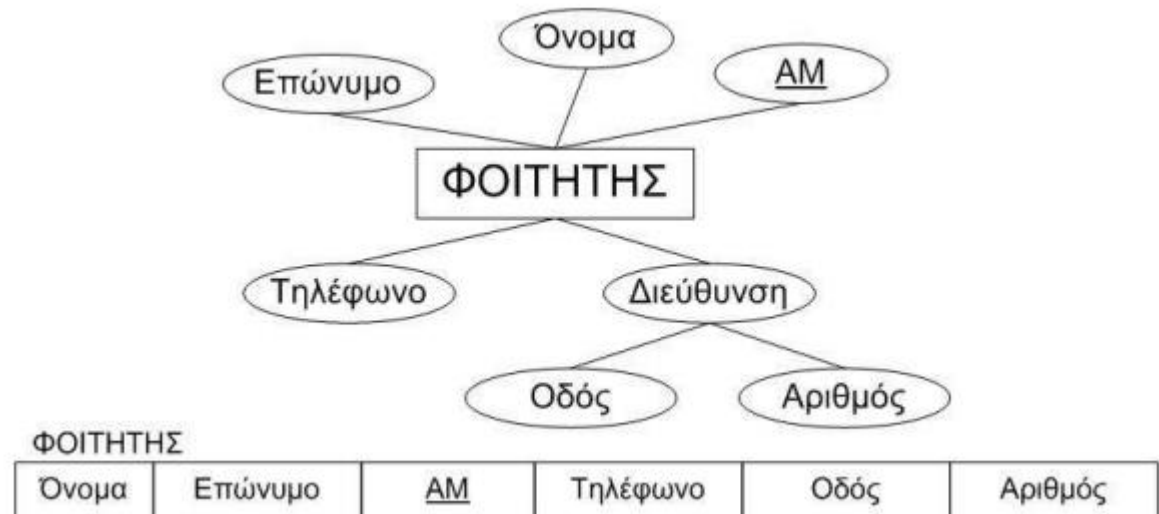 Όνομα
Επώνυμο
ΑΜ
ΦΟΙΤΗΤΗΣ
Τηλέφωνο
Διεύθυνση
Οδός
Αριθμός
ΦΟΙΤΗΤΗΣ
Όνομα Επώνυμο ΑΜ Τηλέφωνο Οδός Αριθμός